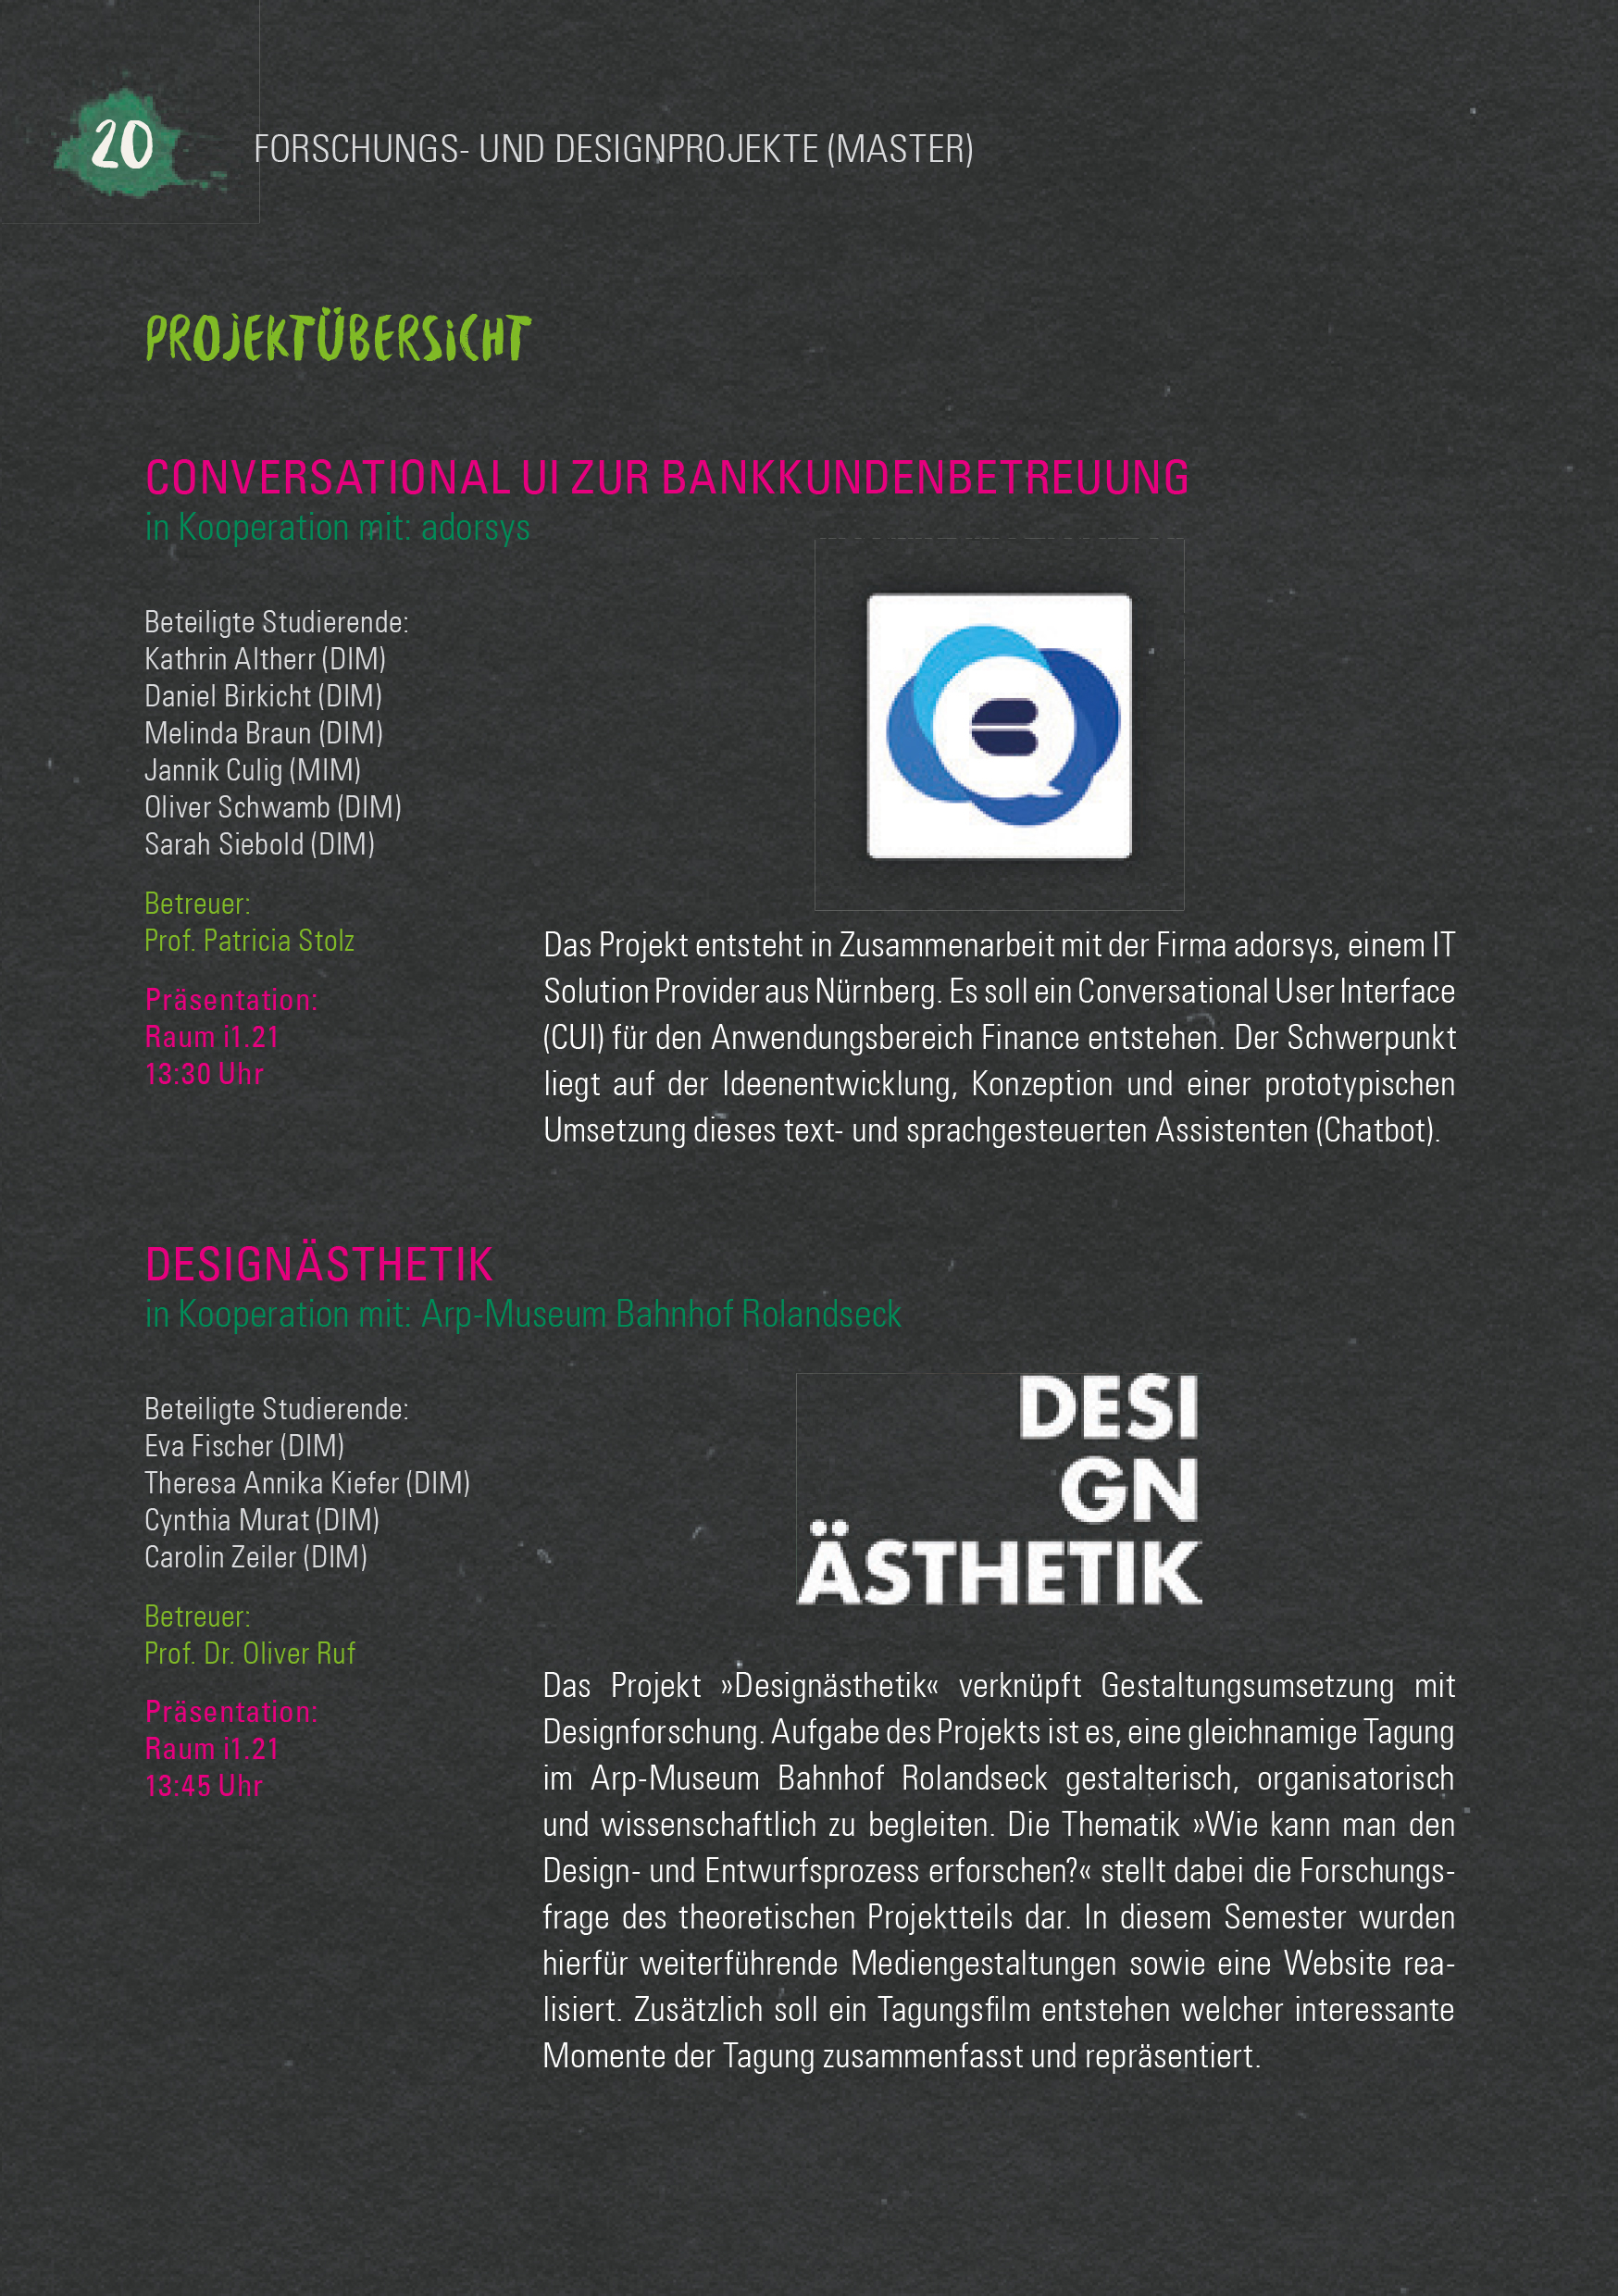 20
FORSCHUNGS- UND DESIGNPROJEKTE (MASTER)
PROJEKTÜBERSICHT
CONVERSATIONAL UI ZUR BANKKUNDENBETREUUNG
in Kooperation mit: adorsys
Beteiligte Studierende:
Kathrin Altherr (DIM)
Daniel Birkicht (DIM)
Melinda Braun (DIM)
Jannik Culig (MIM)
Oliver Schwamb (DIM)
Sarah Siebold (DIM)
Betreuer:
Prof. Patricia Stolz
Präsentation:
Raum i1.21
13:30 Uhr
Das Projekt entsteht in Zusammenarbeit mit der Firma adorsys, einem IT
Solution Provider aus Nürnberg. Es soll ein Conversational User Interface
(CUI) für den Anwendungsbereich Finance entstehen. Der Schwerpunkt
liegt auf der Ideenentwicklung, Konzeption und einer prototypischen
Umsetzung dieses text- und sprachgesteuerten Assistenten (Chatbot).
DESIGNÄSTHETIK
in Kooperation mit: Arp-Museum Bahnhof Rolandseck
Beteiligte Studierende:
Eva Fischer (DIM)
Theresa Annika Kiefer (DIM)
Cynthia Murat (DIM)
Carolin Zeiler (DIM)
Betreuer:
Prof. Dr. Oliver Ruf
Präsentation:
Raum i1.21
13:45 Uhr
DESI
GN
ÄSTHETIK
Das Projekt »Designästhetik« verknüpft Gestaltungsumsetzung mit
Designforschung. Aufgabe des Projekts ist es, eine gleichnamige Tagung
im Arp-Museum Bahnhof Rolandseck gestalterisch, organisatorisch
und wissenschaftlich zu begleiten. Die Thematik »Wie kann man den
Design- und Entwurfsprozess erforschen?« stellt dabei die Forschungs-
frage des theoretischen Projektteils dar. In diesem Semester wurden
hierfür weiterführende Mediengestaltungen sowie eine Website rea-
lisiert. Zusätzlich soll ein Tagungsfilm entstehen welcher interessante
Momente der Tagung zusammenfasst und repräsentiert.